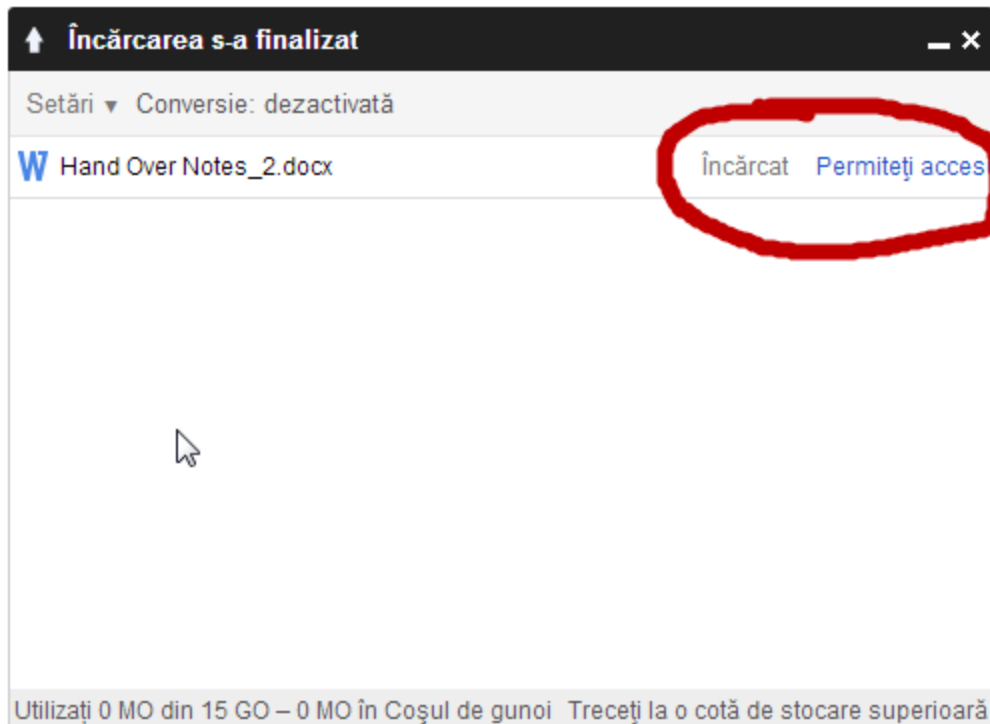 Încărcarea s-a finalizat
Setări Conversie: dezactivată
W Hand Over Notes_2.docx Încărcat Permiteţi acces
Utilizaţi 0 MO din 15 GO – 0 MO în Coşul de gunoi Treceţi la o cotă de stocare superioară